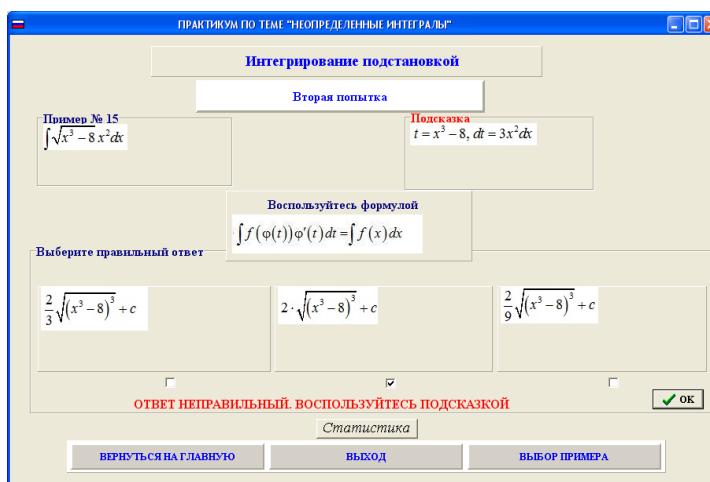 ПРАКТИКУМ ПО ТЕМЕ "НЕОПРЕДЕЛЕННЫЕ ИНТЕГРАЛЫ"
Интегрирование подстановкой
Вторая попытка
Пример № 15
∫√(x³ − 8) x²dx
Подсказка
t = x³ − 8, dt = 3x²dx
Воспользуйтесь формулой
∫ f(φ(t))φ′(t)dt = ∫ f(x)dx
Выберите правильный ответ
2/3 √((x³ − 8)³) + c
2 · √((x³ − 8)³) + c
2/9 √((x³ − 8)³) + c
ОТВЕТ НЕПРАВИЛЬНЫЙ. ВОСПОЛЬЗУЙТЕСЬ ПОДСКАЗКОЙ
ОК
Статистика
ВЕРНУТЬСЯ НА ГЛАВНУЮ
ВЫХОД
ВЫБОР ПРИМЕРА